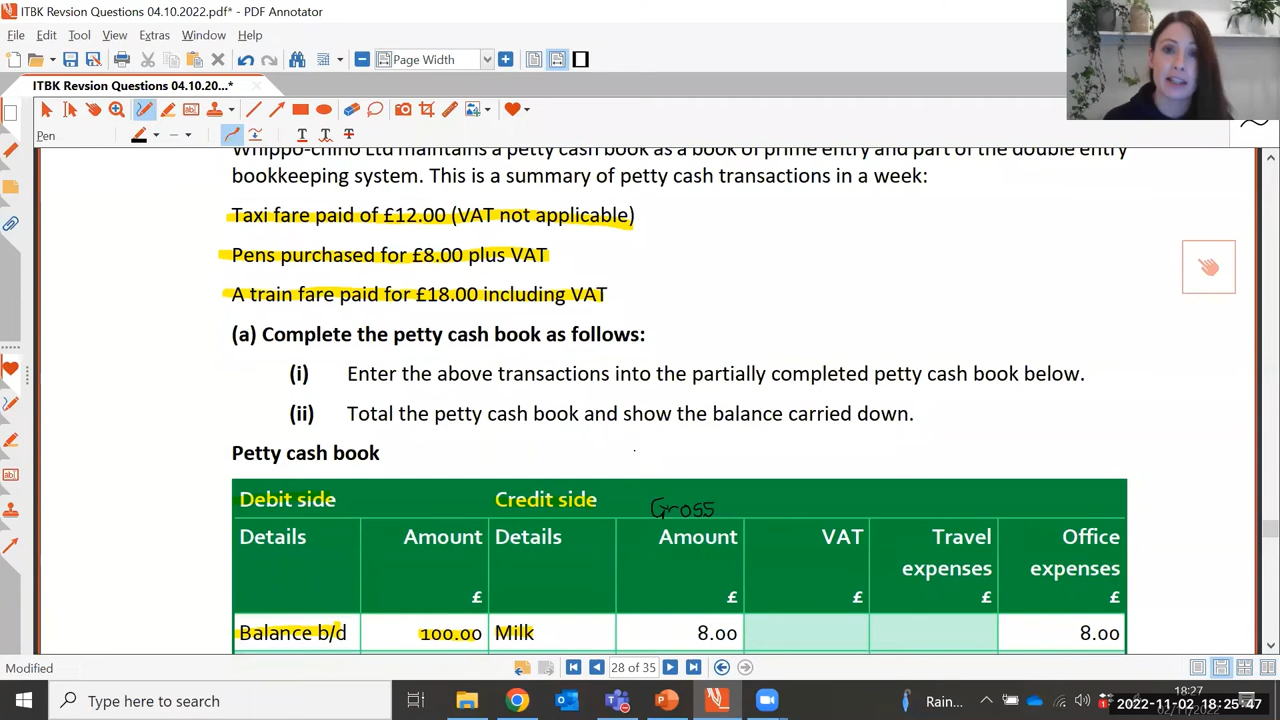 ITBK Revsion Questions 04.10.2022.pdf* - PDF Annotator
File Edit Tool View Extras Window Help
Page Width
ITBK Revsion Questions 04.10.20...*
Pen
Whippo-chino Ltd maintains a petty cash book as a book of prime entry and part of the double entry
bookkeeping system. This is a summary of petty cash transactions in a week:
Taxi fare paid of £12.00 (VAT not applicable)
Pens purchased for £8.00 plus VAT
A train fare paid for £18.00 including VAT
(a) Complete the petty cash book as follows:
(i) Enter the above transactions into the partially completed petty cash book below.
(ii) Total the petty cash book and show the balance carried down.
Petty cash book
Debit side Credit side Gross
Details Amount Details Amount VAT Travel Office
expenses expenses
£ £ £ £ £
Balance b/d 100.00 Milk 8.00 8.00
Modified 28 of 35
Type here to search Rain... 18:27
2022-11-02 18:25:47